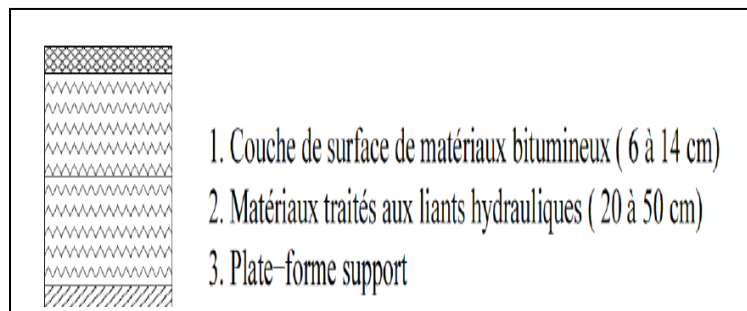 1. Couche de surface de matériaux bitumineux ( 6 à 14 cm)
2. Matériaux traités aux liants hydrauliques ( 20 à 50 cm)
3. Plate-forme support